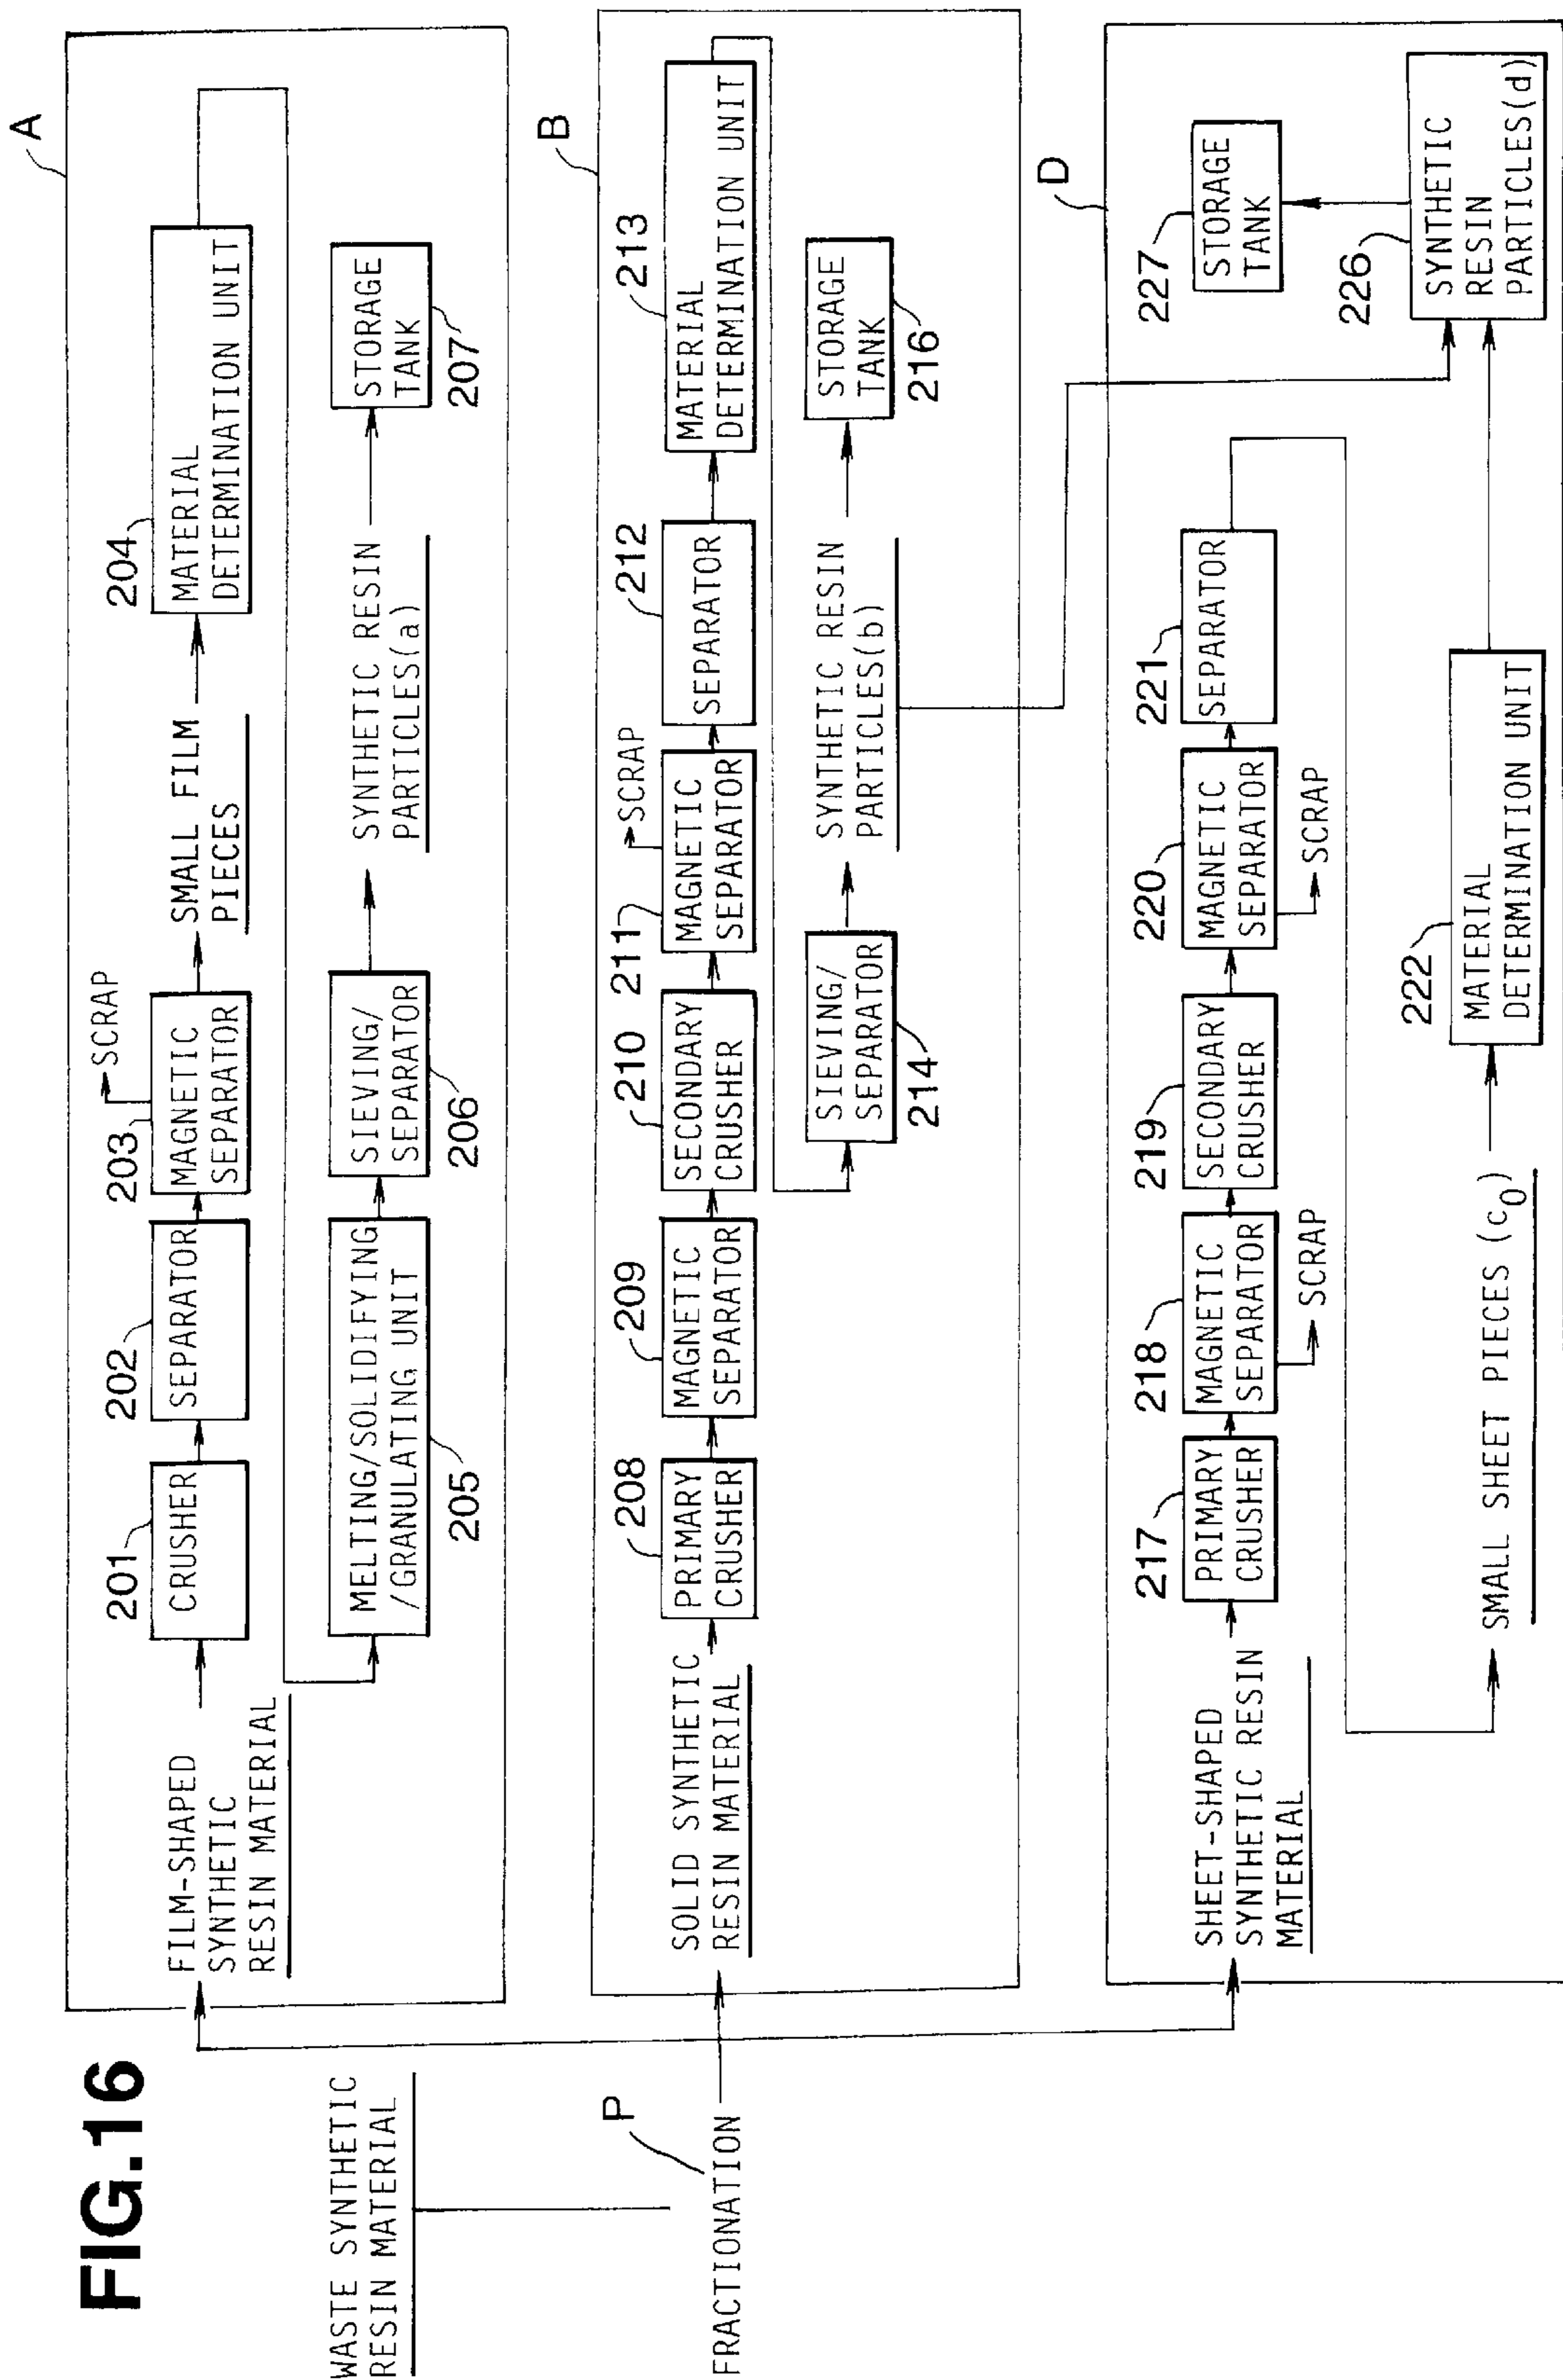 FIG.16
WASTE SYNTHETIC
RESIN MATERIAL
P
FRACTIONATION
A
FILM-SHAPED
SYNTHETIC
RESIN MATERIAL
201
CRUSHER
202
SEPARATOR
203
MAGNETIC
SEPARATOR
SCRAP
SMALL FILM
PIECES
204
MATERIAL
DETERMINATION UNIT
MELTING/SOLIDIFYING
/GRANULATING UNIT
205
SIEVING/
SEPARATOR
206
SYNTHETIC RESIN
PARTICLES(a)
STORAGE
TANK
207
B
SOLID SYNTHETIC
RESIN MATERIAL
208
PRIMARY
CRUSHER
209
MAGNETIC
SEPARATOR
210
SECONDARY
CRUSHER
211
MAGNETIC
SEPARATOR
SCRAP
212
SEPARATOR
213
MATERIAL
DETERMINATION UNIT
SIEVING/
SEPARATOR
214
SYNTHETIC RESIN
PARTICLES(b)
STORAGE
TANK
216
D
SHEET-SHAPED
SYNTHETIC RESIN
MATERIAL
217
PRIMARY
CRUSHER
218
MAGNETIC
SEPARATOR
SCRAP
219
SECONDARY
CRUSHER
220
MAGNETIC
SEPARATOR
SCRAP
221
SEPARATOR
SMALL SHEET PIECES (c0)
222
MATERIAL
DETERMINATION UNIT
226
SYNTHETIC
RESIN
PARTICLES(d)
227
STORAGE
TANK